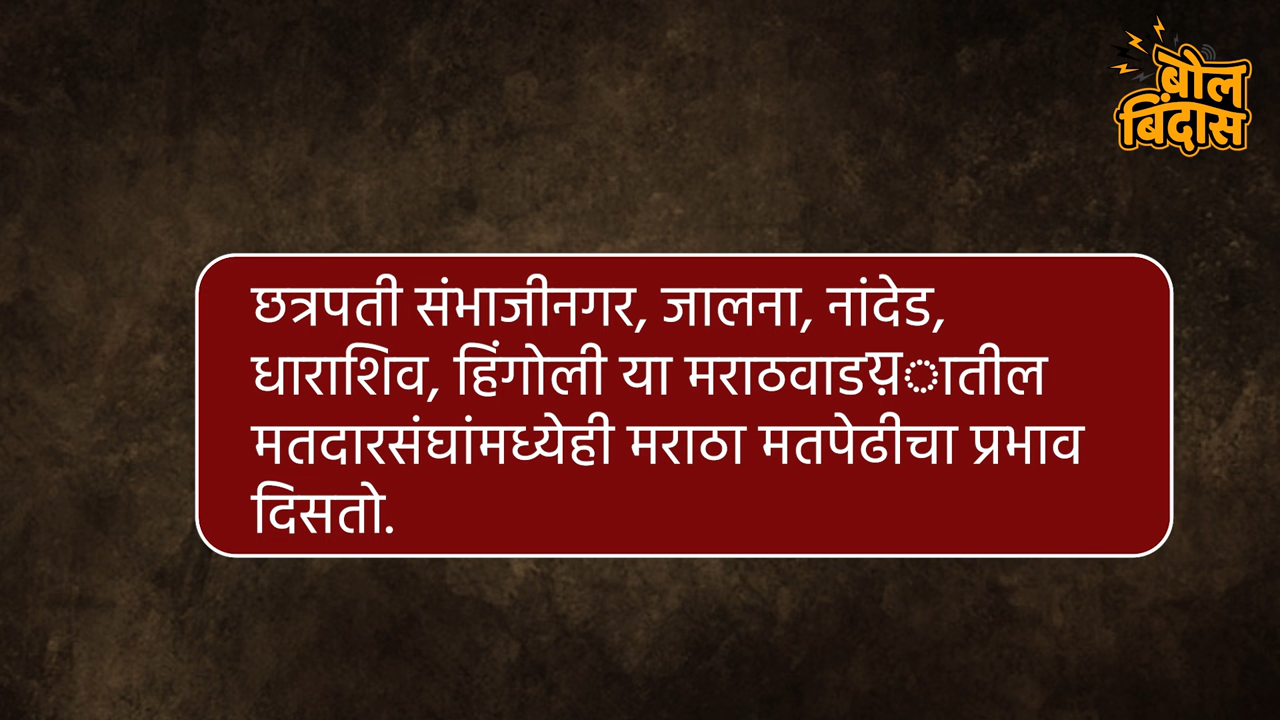 बोल
बिंदास
छत्रपती संभाजीनगर, जालना, नांदेड,
धाराशिव, हिंगोली या मराठवाडय़ातील
मतदारसंघांमध्येही मराठा मतपेढीचा प्रभाव
दिसतो.